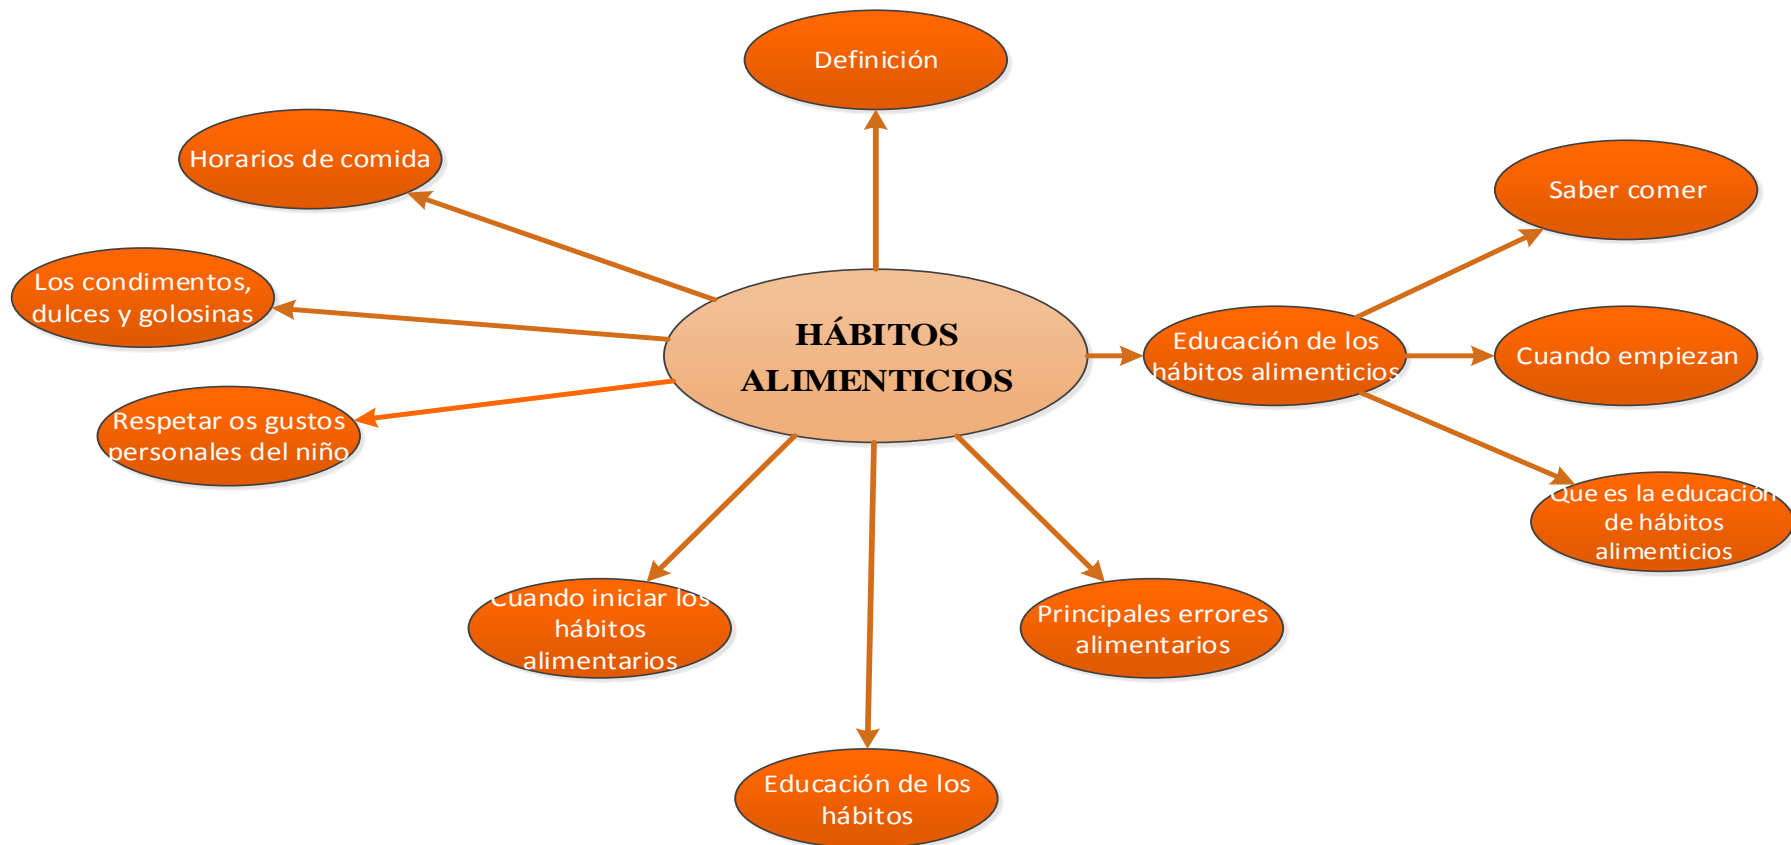 Definición
Horarios de comida
Saber comer
Los condimentos,
dulces y golosinas
HÁBITOS
ALIMENTICIOS
Educación de los
hábitos alimenticios
Cuando empiezan
Respetar os gustos
personales del niño
Que es la educación
de hábitos
alimenticios
Cuando iniciar los
hábitos
alimentarios
Principales errores
alimentarios
Educación de los
hábitos